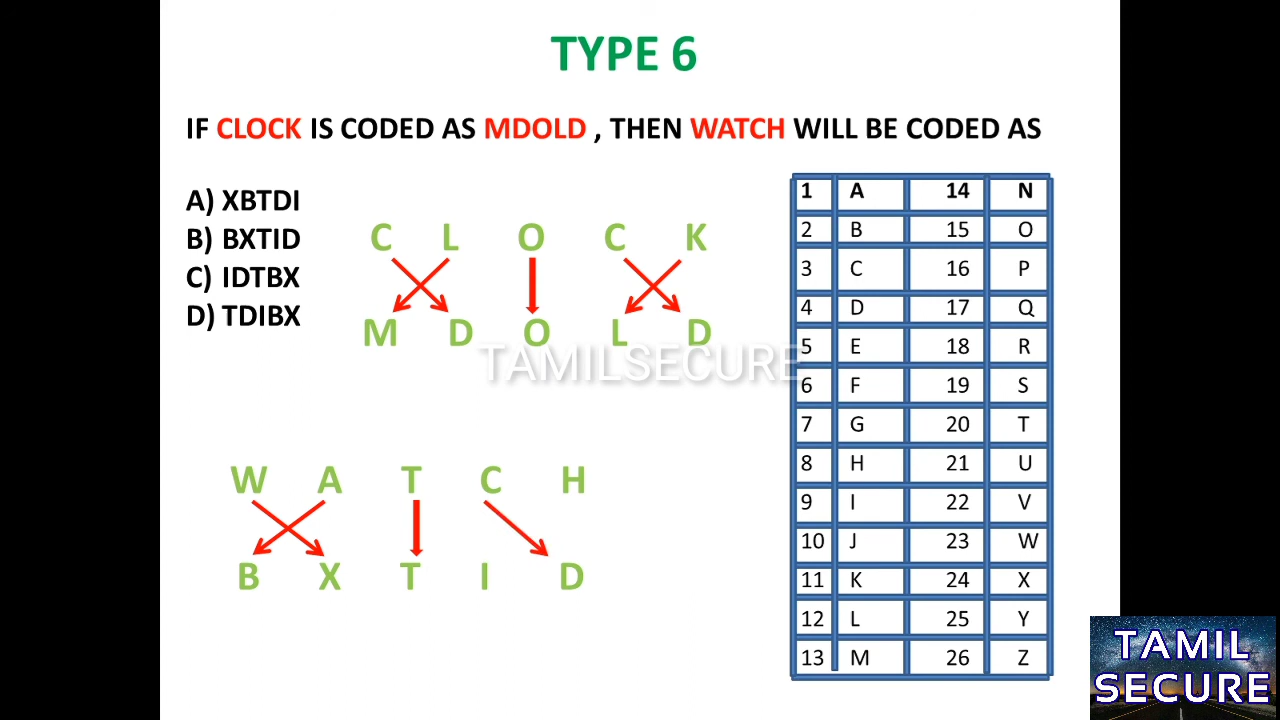 TYPE 6
IF CLOCK IS CODED AS MDOLD , THEN WATCH WILL BE CODED AS
A) XBTDI
B) BXTID
C) IDTBX
D) TDIBX
C L O C K
M D O L D
TAMILSECURE
W A T C H
B X T I D
1 A 14 N
2 B 15 O
3 C 16 P
4 D 17 Q
5 E 18 R
6 F 19 S
7 G 20 T
8 H 21 U
9 I 22 V
10 J 23 W
11 K 24 X
12 L 25 Y
13 M 26 Z
TAMIL
SECURE